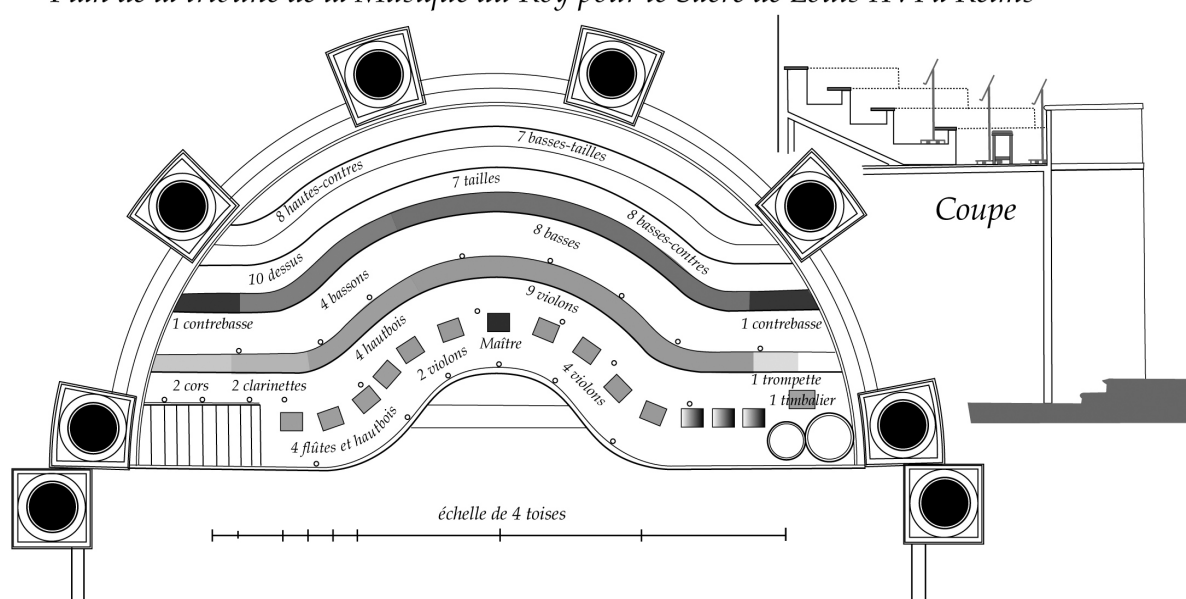 Plan de la tribune de la Musique du Roy pour le Sacre de Louis XVI à Reims
7 basses-tailles
8 hautes-contres
7 tailles
8 basses-contres
10 dessus
8 basses
4 bassons
9 violons
1 contrebasse
1 contrebasse
4 hautbois
Maître
2 violons
4 violons
2 cors
2 clarinettes
1 trompette
1 timbalier
4 flûtes et hautbois
Coupe
échelle de 4 toises